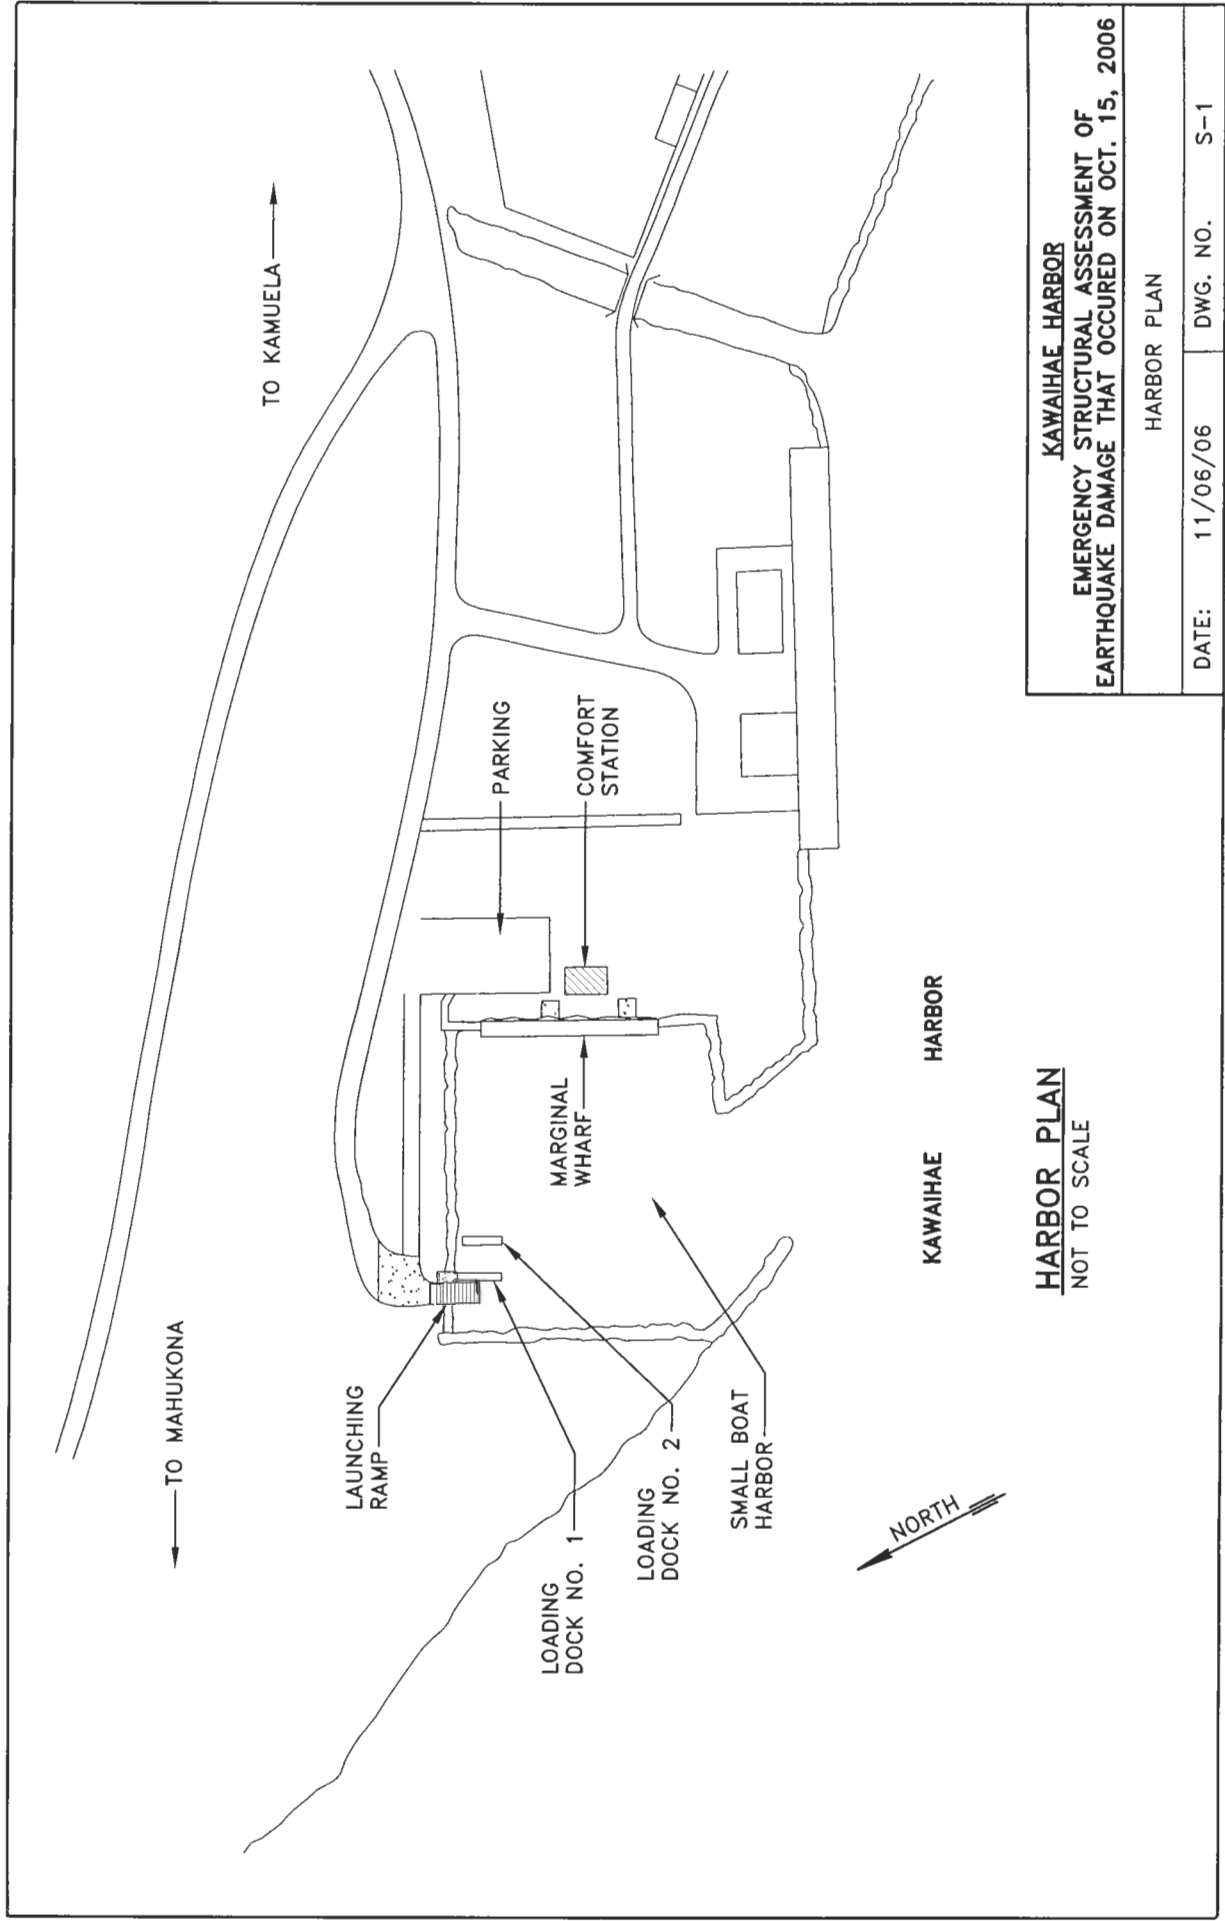 TO MAHUKONA
TO KAMUELA
LAUNCHING
RAMP
PARKING
LOADING
DOCK NO. 1
MARGINAL
WHARF
COMFORT
STATION
LOADING
DOCK NO. 2
SMALL BOAT
HARBOR
NORTH
KAWAIHAE HARBOR
HARBOR PLAN
NOT TO SCALE
KAWAIHAE HARBOR
EMERGENCY STRUCTURAL ASSESSMENT OF
EARTHQUAKE DAMAGE THAT OCCURED ON OCT. 15, 2006
HARBOR PLAN
DATE: 11/06/06 DWG. NO. S-1